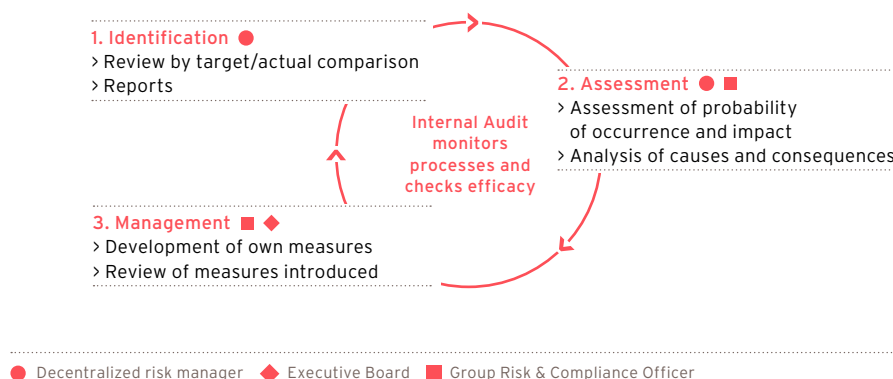 1. Identification
> Review by target/actual comparison
> Reports
2. Assessment
> Assessment of probability
of occurrence and impact
> Analysis of causes and consequences
Internal Audit
monitors
processes and
checks efficacy
3. Management
> Development of own measures
> Review of measures introduced
Decentralized risk manager Executive Board Group Risk & Compliance Officer